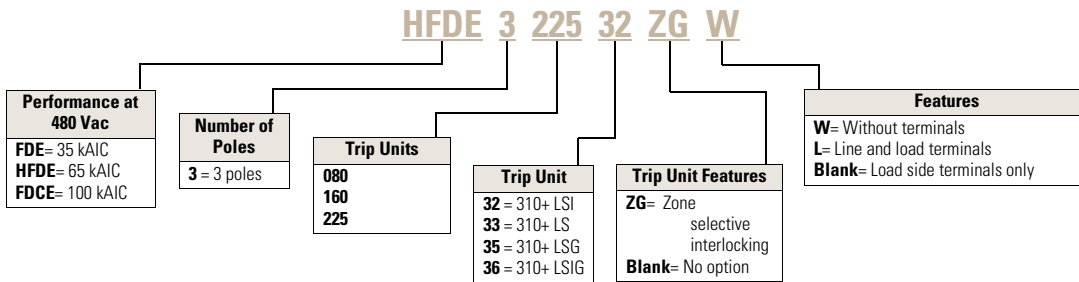 HFDE 3 225 32 ZG W
Performance at
480 Vac
FDE= 35 kAIC
HFDE= 65 kAIC
FDCE= 100 kAIC
Number of
Poles
3 = 3 poles
Trip Units
080
160
225
Trip Unit
32 = 310+ LSI
33 = 310+ LS
35 = 310+ LSG
36 = 310+ LSIG
Trip Unit Features
ZG= Zone
selective
interlocking
Blank= No option
Features
W= Without terminals
L= Line and load terminals
Blank= Load side terminals only